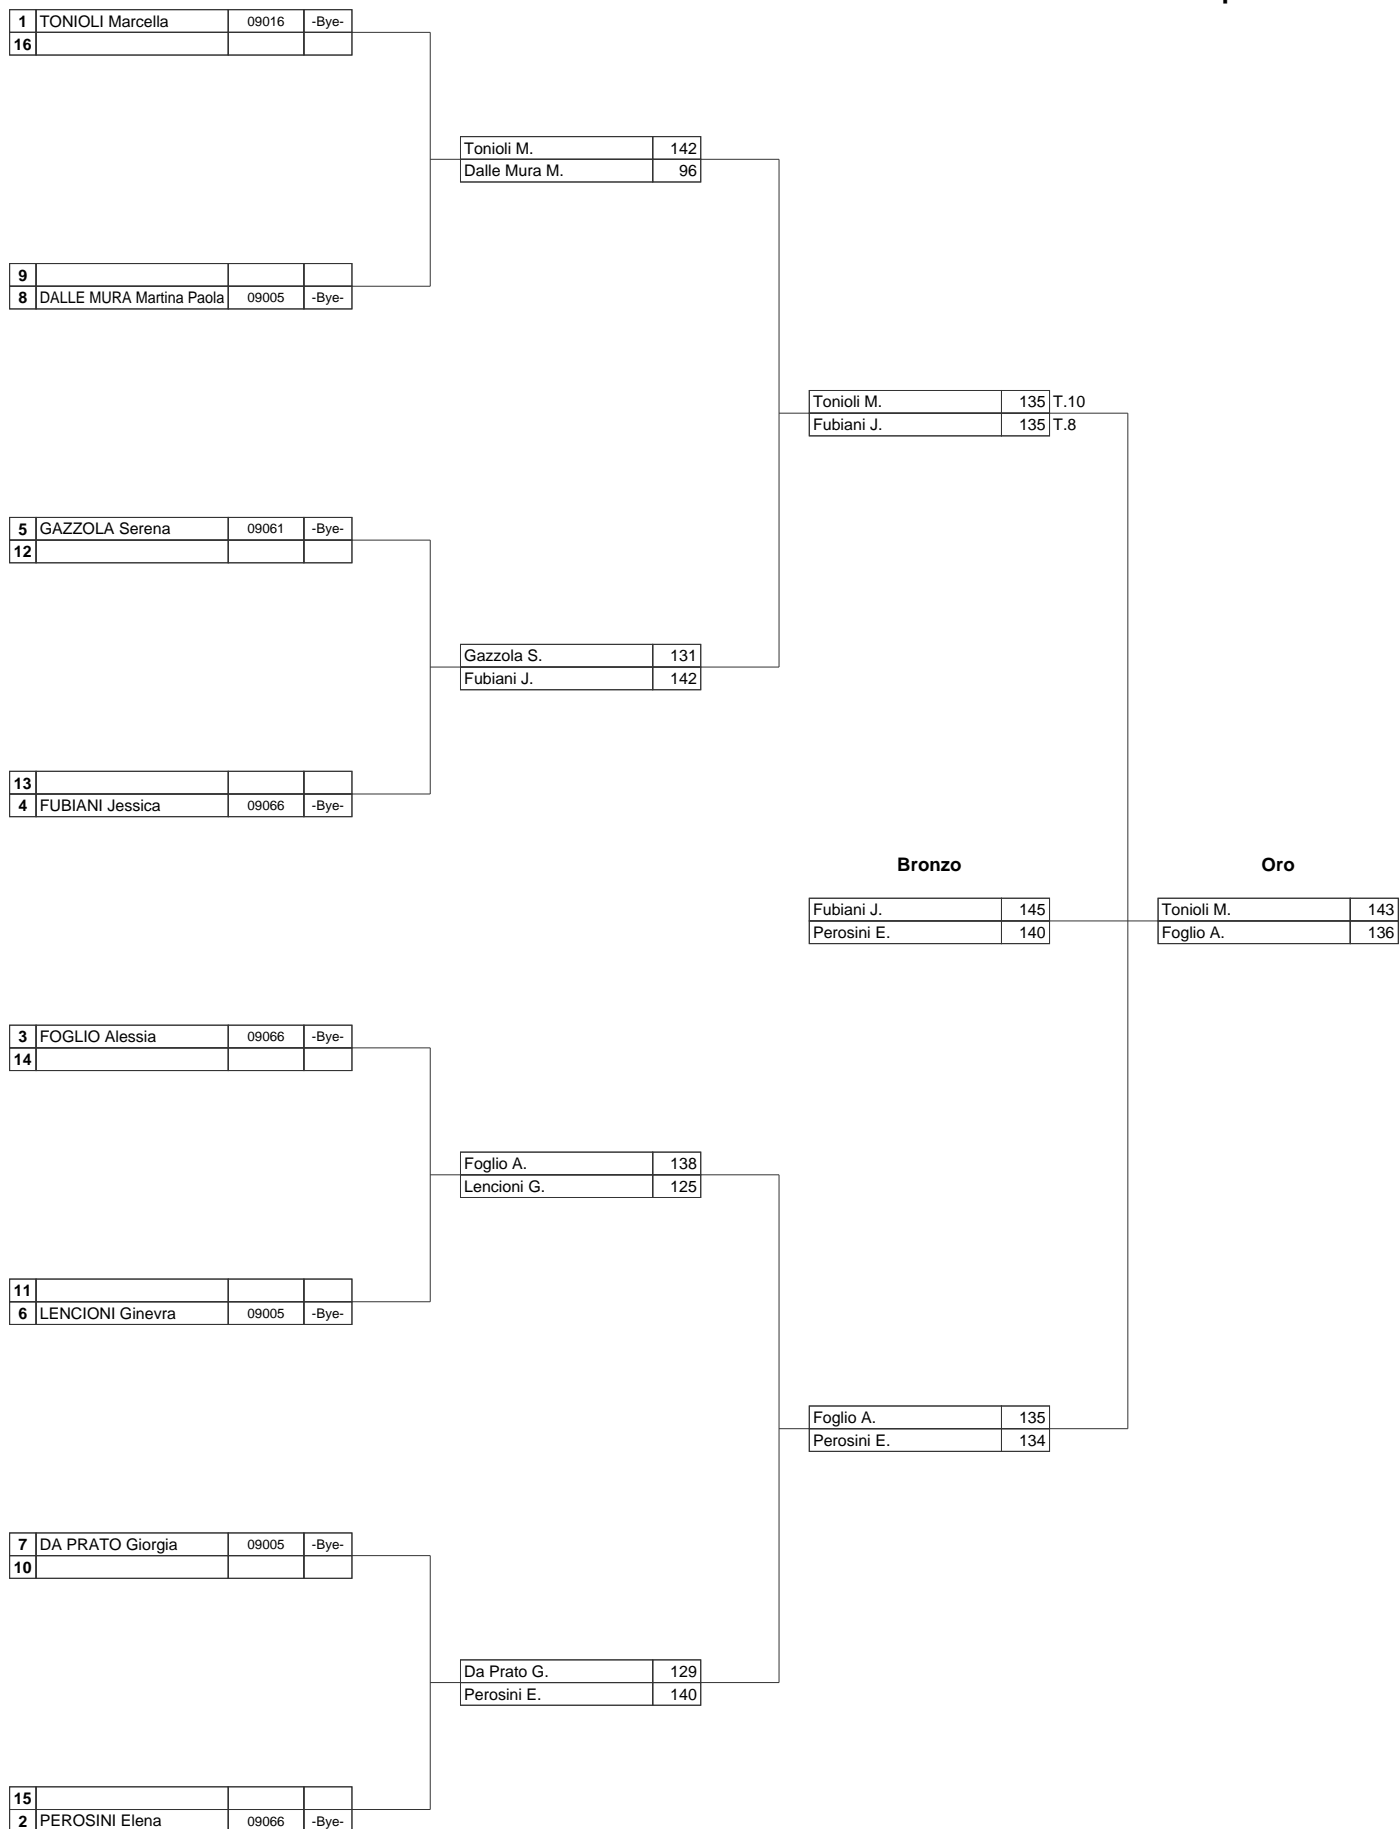 1 TONIOLI Marcella 09016 -Bye-
16
Tonioli M. 142
Dalle Mura M. 96
9
8 DALLE MURA Martina Paola 09005 -Bye-
Tonioli M. 135 T.10
Fubiani J. 135 T.8
5 GAZZOLA Serena 09061 -Bye-
12
Gazzola S. 131
Fubiani J. 142
13
4 FUBIANI Jessica 09066 -Bye-
Bronzo Oro
Fubiani J. 145 Tonioli M. 143
Perosini E. 140 Foglio A. 136
3 FOGLIO Alessia 09066 -Bye-
14
Foglio A. 138
Lencioni G. 125
11
6 LENCIONI Ginevra 09005 -Bye-
Foglio A. 135
Perosini E. 134
7 DA PRATO Giorgia 09005 -Bye-
10
Da Prato G. 129
Perosini E. 140
15
2 PEROSINI Elena 09066 -Bye-